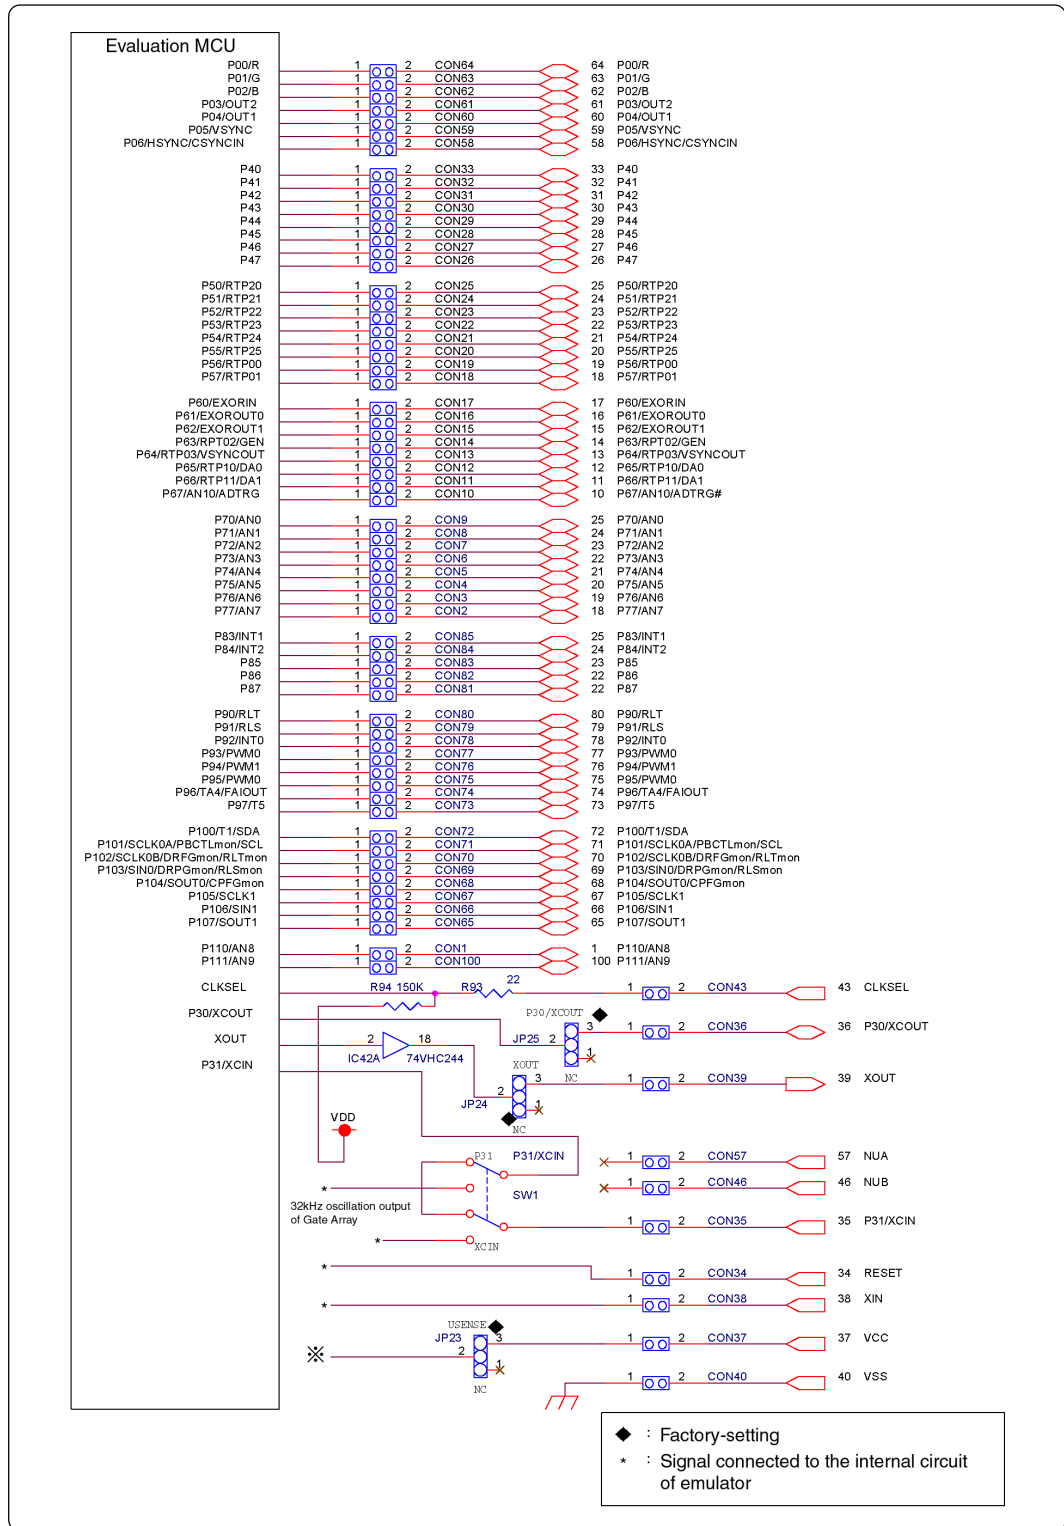 Evaluation MCU
P00/R 1 2 CON64 64 P00/R
P01/G 1 2 CON63 63 P01/G
P02/B 1 2 CON62 62 P02/B
P03/OUT2 1 2 CON61 61 P03/OUT2
P04/OUT1 1 2 CON60 60 P04/OUT1
P05/VSYNC 1 2 CON59 59 P05/VSYNC
P06/HSYNC/CSYNCIN 1 2 CON58 58 P06/HSYNC/CSYNCIN
P40 1 2 CON33 33 P40
P41 1 2 CON32 32 P41
P42 1 2 CON31 31 P42
P43 1 2 CON30 30 P43
P44 1 2 CON29 29 P44
P45 1 2 CON28 28 P45
P46 1 2 CON27 27 P46
P47 1 2 CON26 26 P47
P50/RTP20 1 2 CON25 25 P50/RTP20
P51/RTP21 1 2 CON24 24 P51/RTP21
P52/RTP22 1 2 CON23 23 P52/RTP22
P53/RTP23 1 2 CON22 22 P53/RTP23
P54/RTP24 1 2 CON21 21 P54/RTP24
P55/RTP25 1 2 CON20 20 P55/RTP25
P56/RTP00 1 2 CON19 19 P56/RTP00
P57/RTP01 1 2 CON18 18 P57/RTP01
P60/EXORIN 1 2 CON17 17 P60/EXORIN
P61/EXOROUT0 1 2 CON16 16 P61/EXOROUT0
P62/EXOROUT1 1 2 CON15 15 P62/EXOROUT1
P63/RPT02/GEN 1 2 CON14 14 P63/RPT02/GEN
P64/RTP03/VSYNCOUT 1 2 CON13 13 P64/RTP03/VSYNCOUT
P65/RTP10/DA0 1 2 CON12 12 P65/RTP10/DA0
P66/RTP11/DA1 1 2 CON11 11 P66/RTP11/DA1
P67/AN10/ADTRG 1 2 CON10 10 P67/AN10/ADTRG#
P70/AN0 1 2 CON9 25 P70/AN0
P71/AN1 1 2 CON8 24 P71/AN1
P72/AN2 1 2 CON7 23 P72/AN2
P73/AN3 1 2 CON6 22 P73/AN3
P74/AN4 1 2 CON5 21 P74/AN4
P75/AN5 1 2 CON4 20 P75/AN5
P76/AN6 1 2 CON3 19 P76/AN6
P77/AN7 1 2 CON2 18 P77/AN7
P83/INT1 1 2 CON85 25 P83/INT1
P84/INT2 1 2 CON84 24 P84/INT2
P85 1 2 CON83 23 P85
P86 1 2 CON82 22 P86
P87 1 2 CON81 22 P87
P90/RLT 1 2 CON80 80 P90/RLT
P91/RLS 1 2 CON79 79 P91/RLS
P92/INT0 1 2 CON78 78 P92/INT0
P93/PWM0 1 2 CON77 77 P93/PWM0
P94/PWM1 1 2 CON76 76 P94/PWM1
P95/PWM0 1 2 CON75 75 P95/PWM0
P96/TA4/FAIOUT 1 2 CON74 74 P96/TA4/FAIOUT
P97/T5 1 2 CON73 73 P97/T5
P100/T1/SDA 1 2 CON72 72 P100/T1/SDA
P101/SCLK0A/PBCTLmon/SCL 1 2 CON71 71 P101/SCLK0A/PBCTLmon/SCL
P102/SCLK0B/DRFGmon/RLTmon 1 2 CON70 70 P102/SCLK0B/DRFGmon/RLTmon
P103/SIN0/DRPGmon/RLSmon 1 2 CON69 69 P103/SIN0/DRPGmon/RLSmon
P104/SOUT0/CPFGmon 1 2 CON68 68 P104/SOUT0/CPFGmon
P105/SCLK1 1 2 CON67 67 P105/SCLK1
P106/SIN1 1 2 CON66 66 P106/SIN1
P107/SOUT1 1 2 CON65 65 P107/SOUT1
P110/AN8 1 2 CON1 1 P110/AN8
P111/AN9 1 2 CON100 100 P111/AN9
CLKSEL R94 150K R93 22 1 2 CON43 43 CLKSEL
P30/XCOUT P30/XCOUT ◆
JP25 2 3 1 NC 1 2 CON36 36 P30/XCOUT
XOUT 2 18 IC42A 74VHC244
P31/XCIN XOUT
JP24 2 3 1 ◆ NC 1 2 CON39 39 XOUT
VDD
P31 P31/XCIN 1 2 CON57 57 NUA
* SW1 1 2 CON46 46 NUB
32kHz oscillation output
of Gate Array
1 2 CON35 35 P31/XCIN
* XCIN
* 1 2 CON34 34 RESET
* 1 2 CON38 38 XIN
USENSE ◆
JP23 3 1 2 CON37 37 VCC
※ 2 1
NC 1 2 CON40 40 VSS
◆ : Factory-setting
* : Signal connected to the internal circuit
of emulator